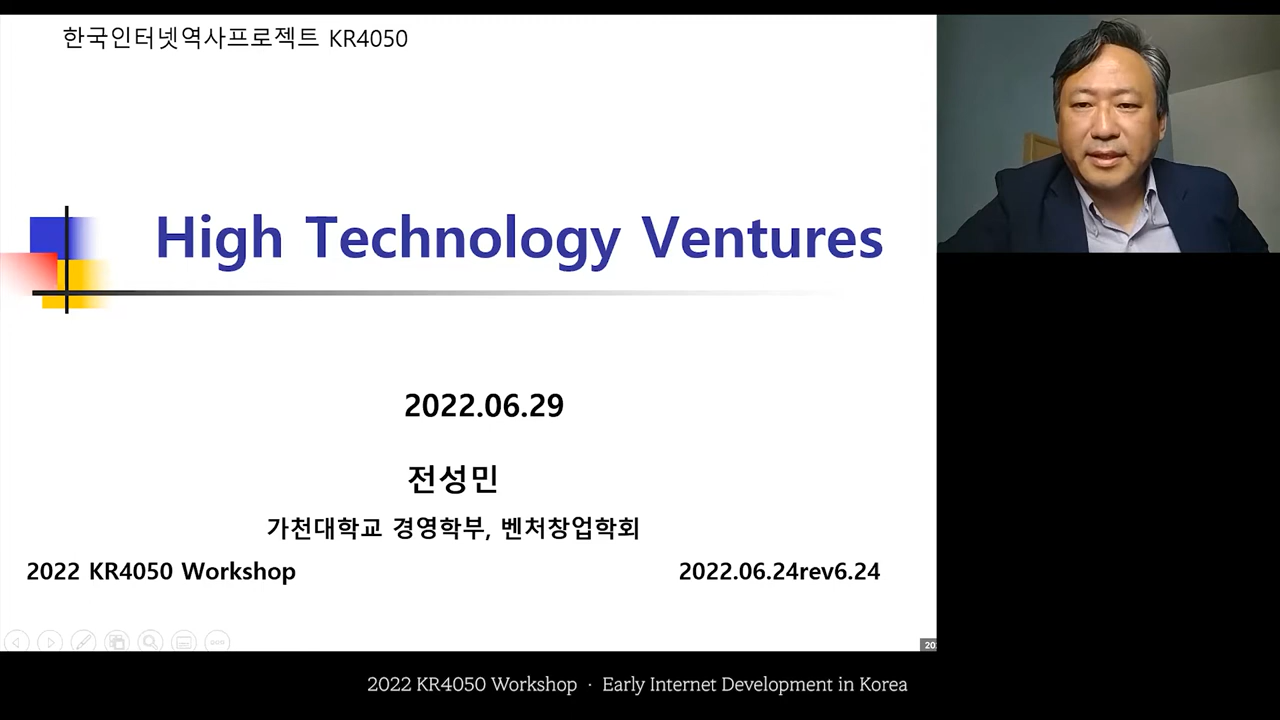 한국인터넷역사프로젝트 KR4050
High Technology Ventures
2022.06.29
전성민
가천대학교 경영학부, 벤처창업학회
2022 KR4050 Workshop
2022.06.24rev6.24
20
2022 KR4050 Workshop · Early Internet Development in Korea